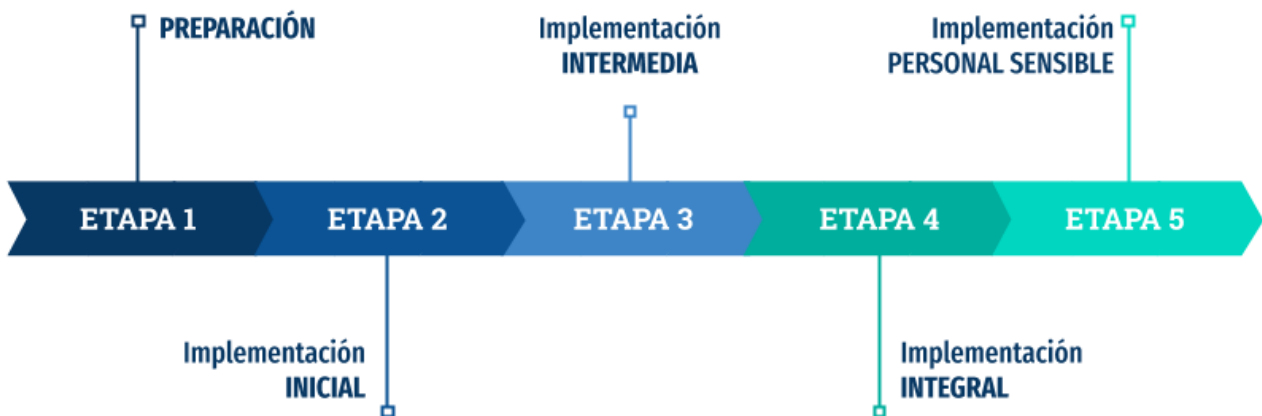 PREPARACIÓN
Implementación
INTERMEDIA
Implementación
PERSONAL SENSIBLE
ETAPA 1
ETAPA 2
ETAPA 3
ETAPA 4
ETAPA 5
Implementación
INICIAL
Implementación
INTEGRAL